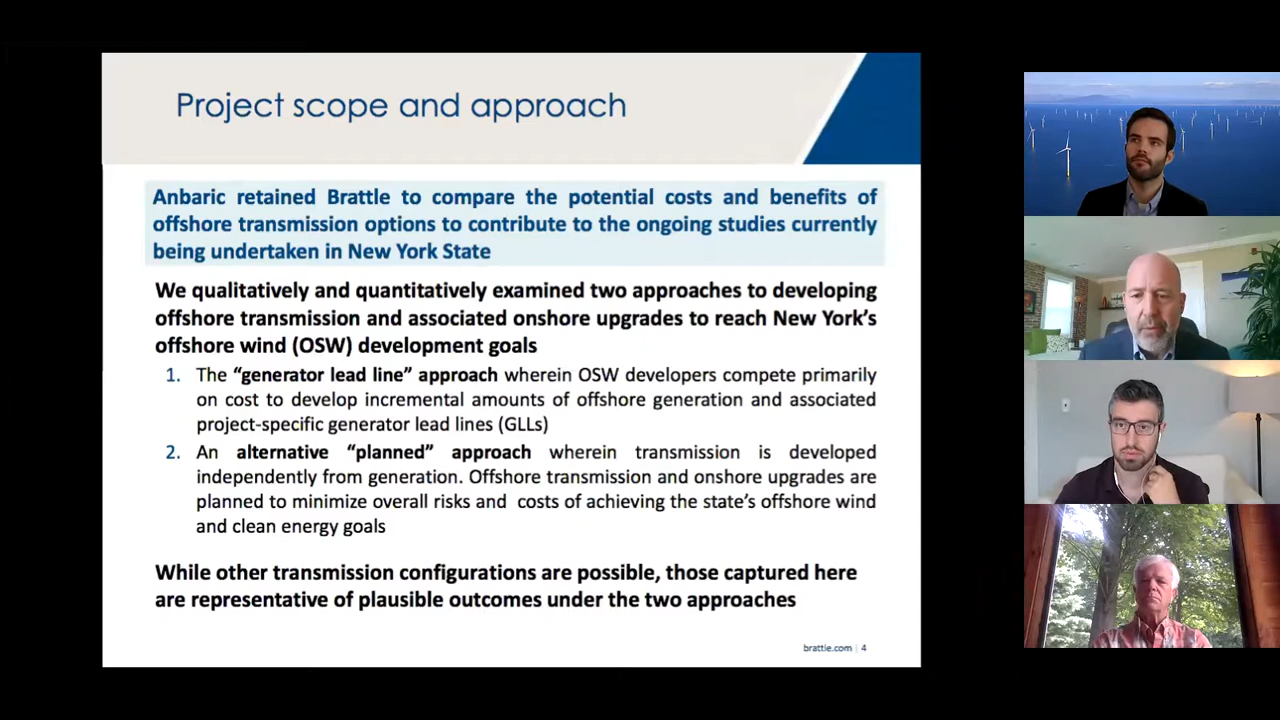 Project scope and approach
Anbaric retained Brattle to compare the potential costs and benefits of
offshore transmission options to contribute to the ongoing studies currently
being undertaken in New York State
We qualitatively and quantitatively examined two approaches to developing
offshore transmission and associated onshore upgrades to reach New York's
offshore wind (OSW) development goals
1. The “generator lead line” approach wherein OSW developers compete primarily
on cost to develop incremental amounts of offshore generation and associated
project-specific generator lead lines (GLLs)
2. An alternative “planned” approach wherein transmission is developed
independently from generation. Offshore transmission and onshore upgrades are
planned to minimize overall risks and costs of achieving the state's offshore wind
and clean energy goals
While other transmission configurations are possible, those captured here
are representative of plausible outcomes under the two approaches
brattle.com | 4